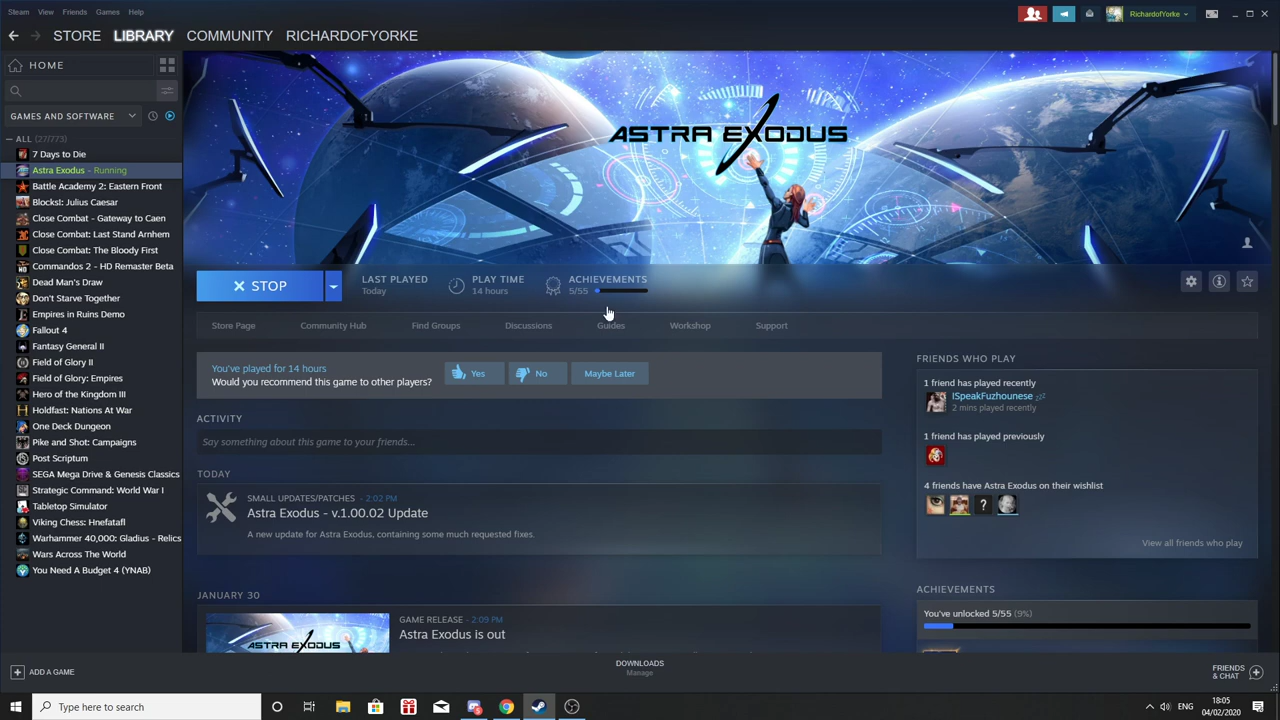 Steam View Friends Games Help
RichardofYorke
STORE LIBRARY COMMUNITY RICHARDOFYORKE
HOME
GAMES AND SOFTWARE
ALL (27/773)
7 Days to Die
Astra Exodus - Running
Battle Academy 2: Eastern Front
Blocks!: Julius Caesar
Close Combat - Gateway to Caen
Close Combat: Last Stand Arnhem
Close Combat: The Bloody First
Commandos 2 - HD Remaster Beta
Dead Man's Draw
Don't Starve Together
Empires in Ruins Demo
Fallout 4
Fantasy General II
Field of Glory II
Field of Glory: Empires
Hero of the Kingdom III
Holdfast: Nations At War
One Deck Dungeon
Pike and Shot: Campaigns
Post Scriptum
SEGA Mega Drive & Genesis Classics
Strategic Command: World War I
Tabletop Simulator
Viking Chess: Hnefatafl
Warhammer 40,000: Gladius - Relics
Wars Across The World
You Need A Budget 4 (YNAB)
ASTRA EXODUS
STOP
LAST PLAYED
Today
PLAY TIME
14 hours
ACHIEVEMENTS
5/55
Store Page Community Hub Find Groups Discussions Guides Workshop Support
You've played for 14 hours
Would you recommend this game to other players?
Yes No Maybe Later
ACTIVITY
Say something about this game to your friends...
TODAY
SMALL UPDATES/PATCHES - 2:02 PM
Astra Exodus - v.1.00.02 Update
A new update for Astra Exodus, containing some much requested fixes.
JANUARY 30
GAME RELEASE - 2:09 PM
Astra Exodus is out
ASTRA EXODUS
FRIENDS WHO PLAY
1 friend has played recently
ISpeakFuzhounese zzz
2 mins played recently
1 friend has played previously
4 friends have Astra Exodus on their wishlist
?
View all friends who play
ACHIEVEMENTS
You've unlocked 5/55 (9%)
ADD A GAME
DOWNLOADS
Manage
FRIENDS
& CHAT
Type here to search
ENG
18:05
04/02/2020